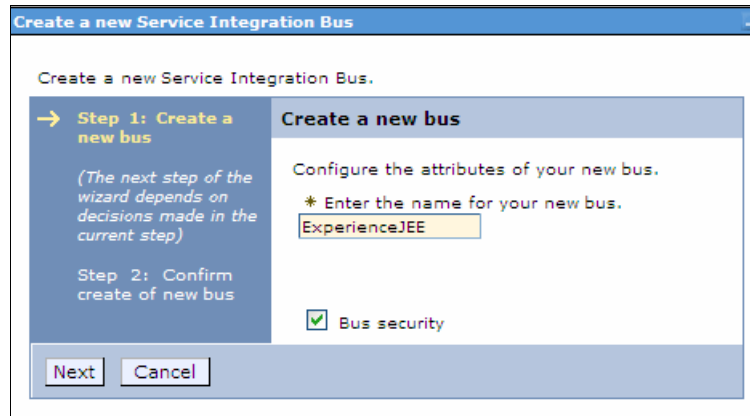 Create a new Service Integration Bus
Create a new Service Integration Bus.
Step 1: Create a
new bus
(The next step of the
wizard depends on
decisions made in the
current step)
Step 2: Confirm
create of new bus
Create a new bus
Configure the attributes of your new bus.
* Enter the name for your new bus.
ExperienceJEE
Bus security
Next
Cancel